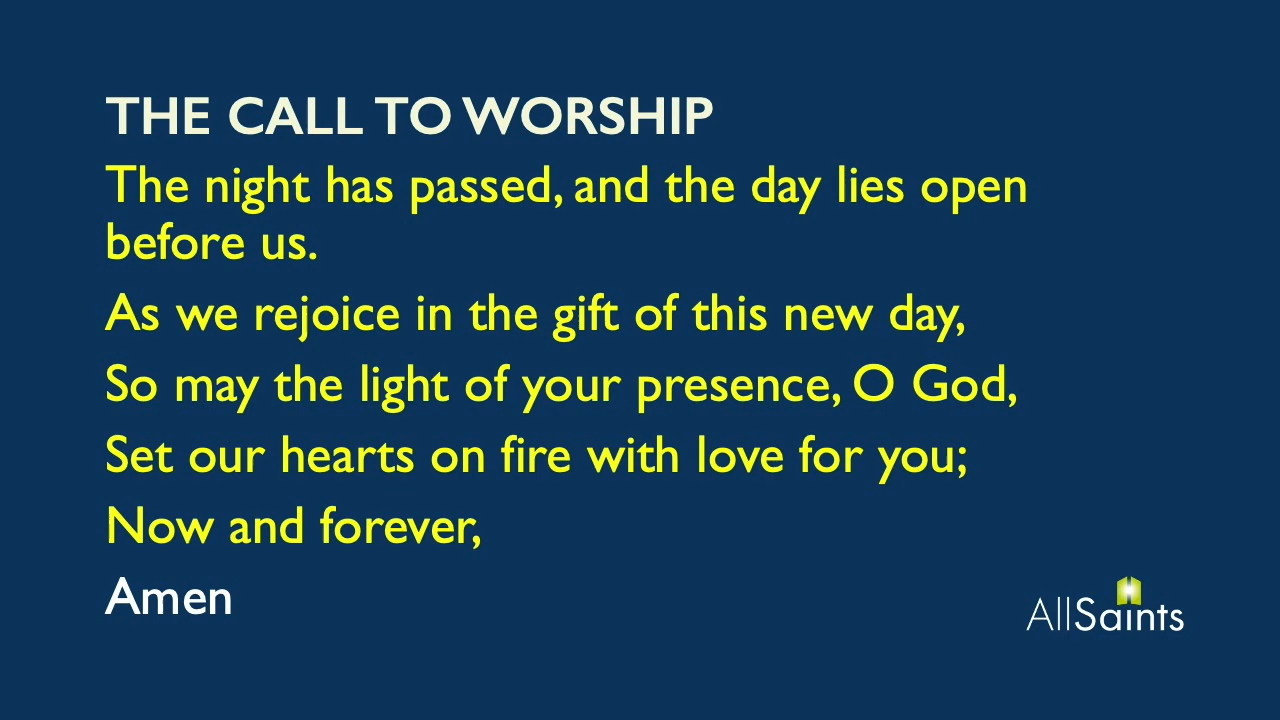 THE CALL TO WORSHIP
The night has passed, and the day lies open
before us.
As we rejoice in the gift of this new day,
So may the light of your presence, O God,
Set our hearts on fire with love for you;
Now and forever,
Amen
AllSaints